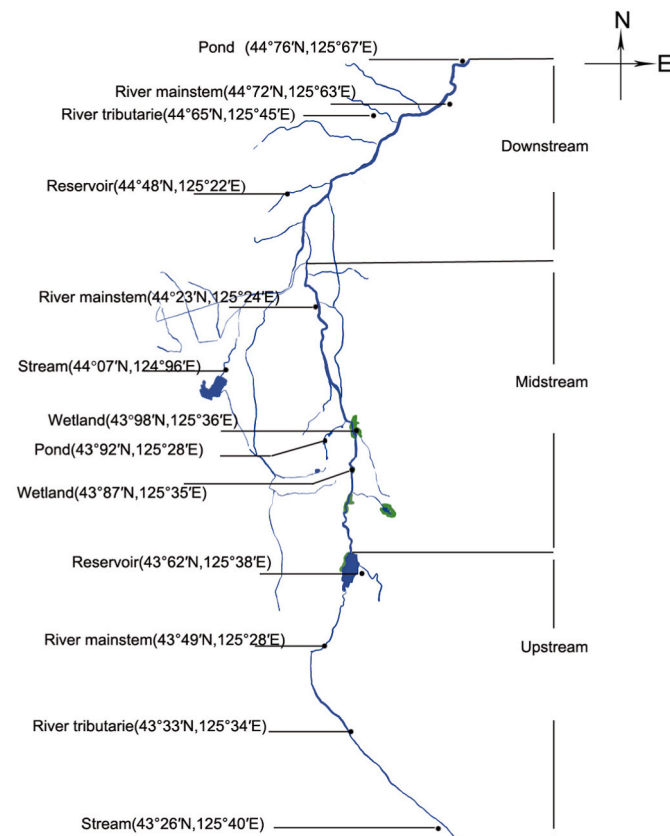 N
E
Pond (44°76′N,125°67′E)
River mainstem(44°72′N,125°63′E)
River tributarie(44°65′N,125°45′E)
Downstream
Reservoir(44°48′N,125°22′E)
River mainstem(44°23′N,125°24′E)
Stream(44°07′N,124°96′E)
Midstream
Wetland(43°98′N,125°36′E)
Pond(43°92′N,125°28′E)
Wetland(43°87′N,125°35′E)
Reservoir(43°62′N,125°38′E)
River mainstem(43°49′N,125°28′E)
Upstream
River tributarie(43°33′N,125°34′E)
Stream(43°26′N,125°40′E)